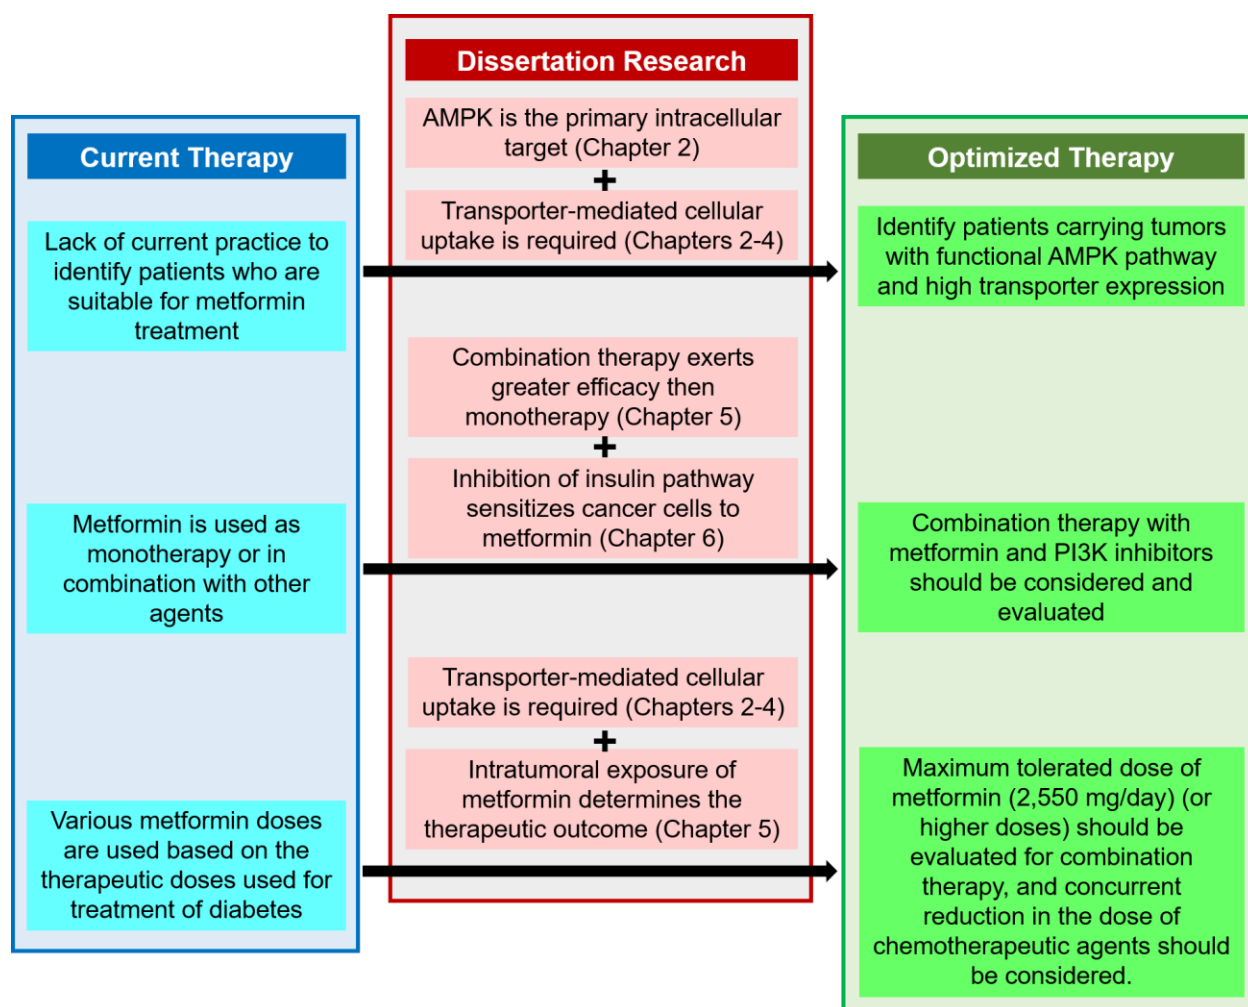 Dissertation Research
AMPK is the primary intracellular
target (Chapter 2)
+
Transporter-mediated cellular
uptake is required (Chapters 2-4)
Combination therapy exerts
greater efficacy then
monotherapy (Chapter 5)
+
Inhibition of insulin pathway
sensitizes cancer cells to
metformin (Chapter 6)
Transporter-mediated cellular
uptake is required (Chapters 2-4)
+
Intratumoral exposure of
metformin determines the
therapeutic outcome (Chapter 5)
Current Therapy
Lack of current practice to
identify patients who are
suitable for metformin
treatment
Metformin is used as
monotherapy or in
combination with other
agents
Various metformin doses
are used based on the
therapeutic doses used for
treatment of diabetes
Optimized Therapy
Identify patients carrying tumors
with functional AMPK pathway
and high transporter expression
Combination therapy with
metformin and PI3K inhibitors
should be considered and
evaluated
Maximum tolerated dose of
metformin (2,550 mg/day) (or
higher doses) should be
evaluated for combination
therapy, and concurrent
reduction in the dose of
chemotherapeutic agents should
be considered.